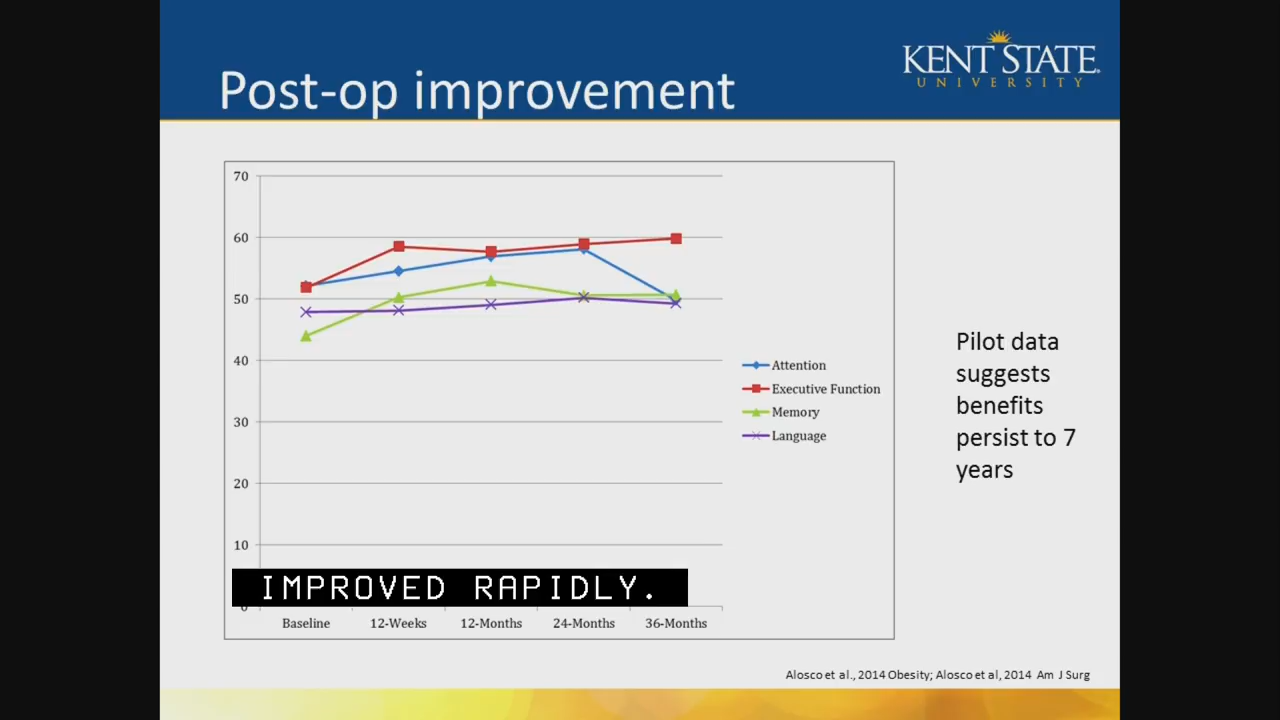 Post-op improvement
KENT STATE
UNIVERSITY
70
60
50
40
30
20
10
0
Baseline
12-Weeks
12-Months
24-Months
36-Months
Attention
Executive Function
Memory
Language
Pilot data
suggests
benefits
persist to 7
years
IMPROVED RAPIDLY.
Alosco et al., 2014 Obesity; Alosco et al, 2014 Am J Surg